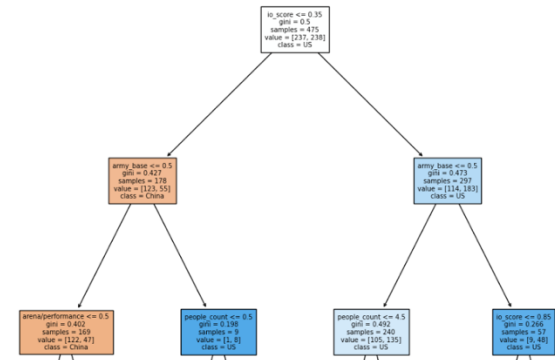 io_score <= 0.35
gini = 0.5
samples = 475
value = [237, 238]
class = US
army_base <= 0.5
gini = 0.427
samples = 178
value = [123, 55]
class = China
army_base <= 0.5
gini = 0.473
samples = 297
value = [114, 183]
class = US
arena/performance <= 0.5
gini = 0.402
samples = 169
value = [122, 47]
class = China
people_count <= 0.5
gini = 0.198
samples = 9
value = [1, 8]
class = US
people_count <= 4.5
gini = 0.492
samples = 240
value = [105, 135]
class = US
io_score <= 0.85
gini = 0.266
samples = 57
value = [9, 48]
class = US